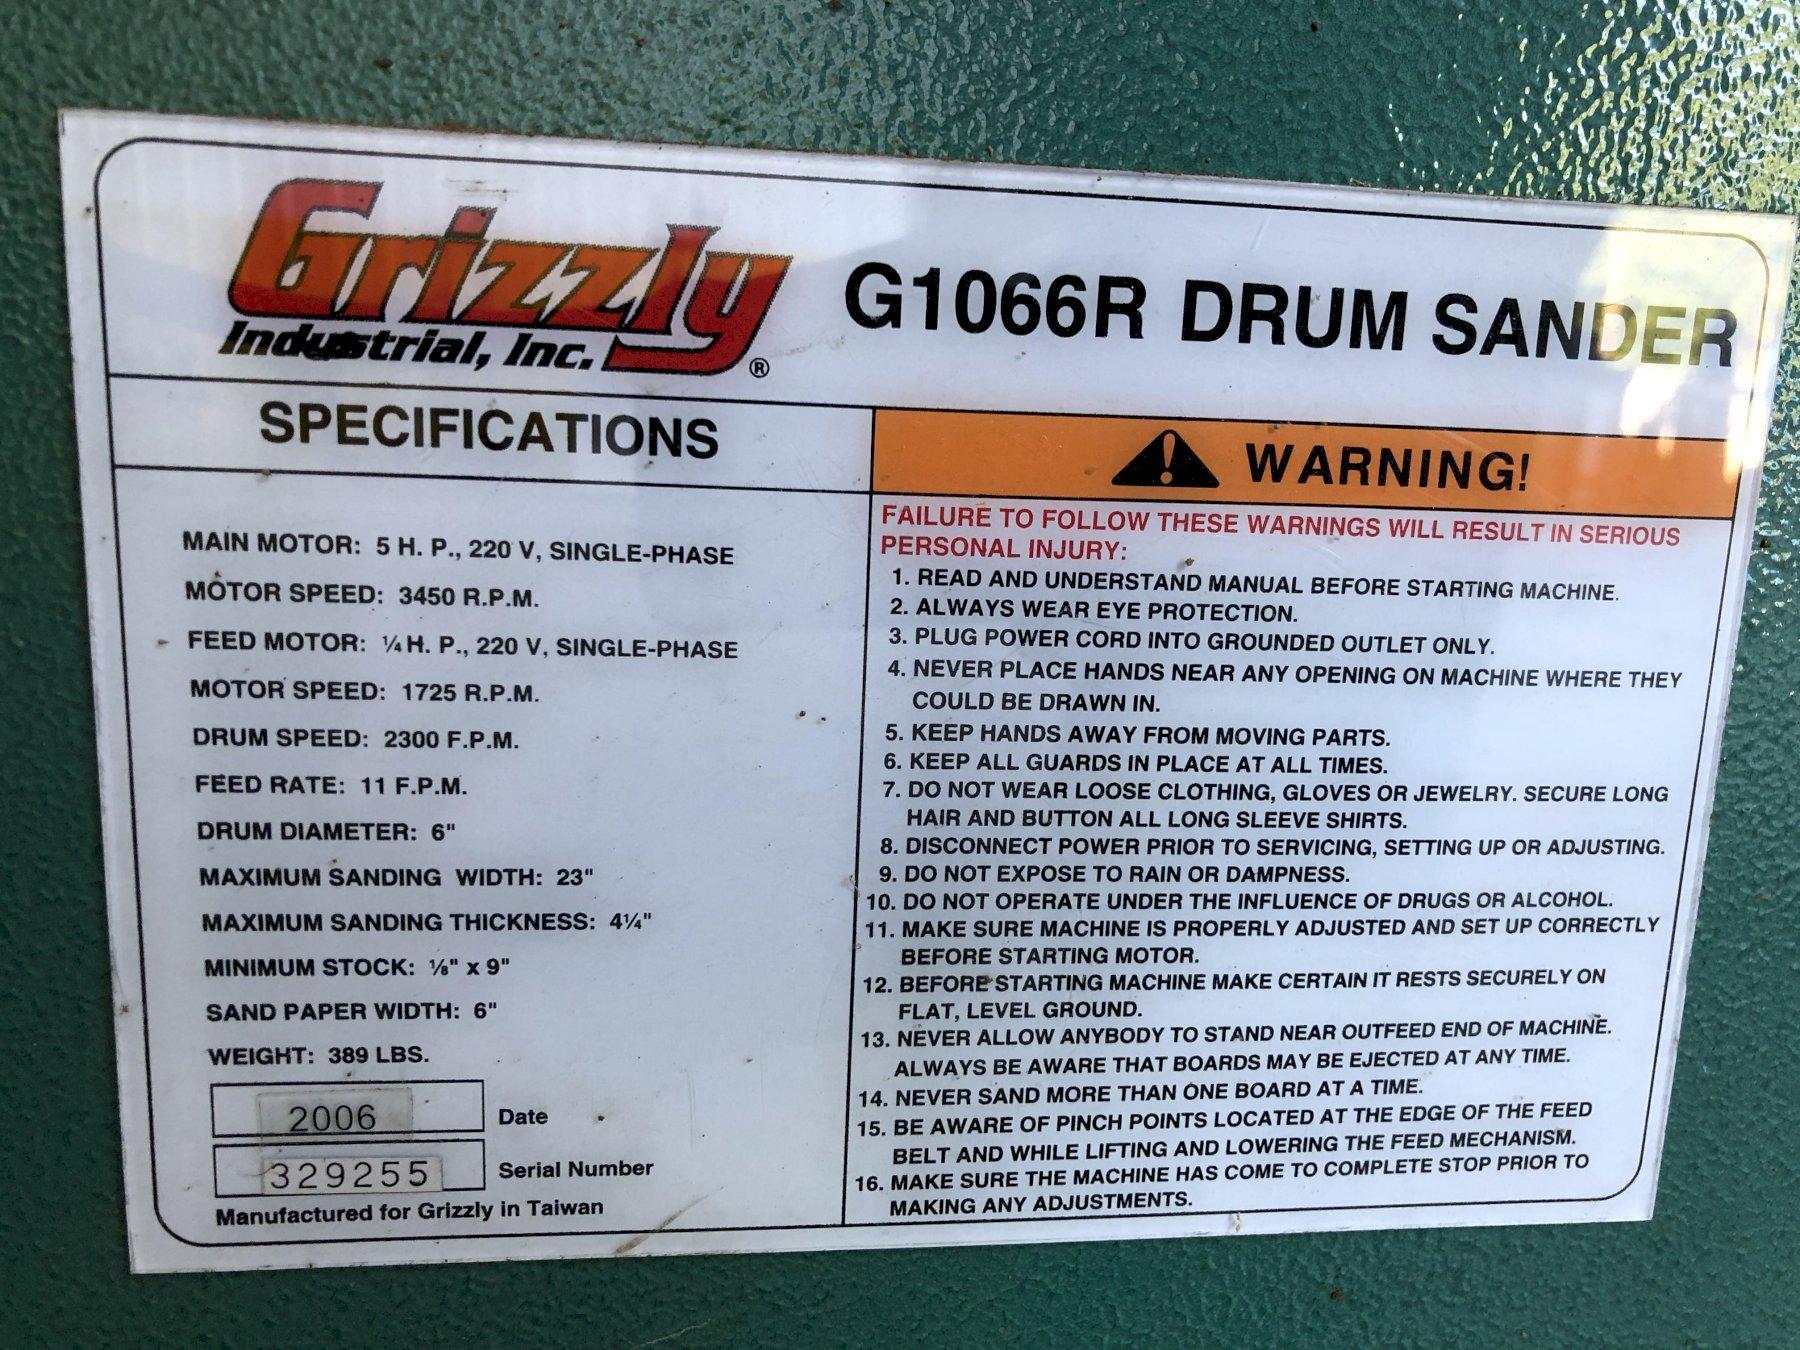 Grizzly
Industrial, Inc. ®
G1066R DRUM SANDER
SPECIFICATIONS
MAIN MOTOR: 5 H. P., 220 V, SINGLE-PHASE
MOTOR SPEED: 3450 R.P.M.
FEED MOTOR: ¼ H. P., 220 V, SINGLE-PHASE
MOTOR SPEED: 1725 R.P.M.
DRUM SPEED: 2300 F.P.M.
FEED RATE: 11 F.P.M.
DRUM DIAMETER: 6"
MAXIMUM SANDING WIDTH: 23"
MAXIMUM SANDING THICKNESS: 4¼"
MINIMUM STOCK: ⅛" x 9"
SAND PAPER WIDTH: 6"
WEIGHT: 389 LBS.
2006 Date
329255 Serial Number
Manufactured for Grizzly in Taiwan
WARNING!
FAILURE TO FOLLOW THESE WARNINGS WILL RESULT IN SERIOUS
PERSONAL INJURY:
1. READ AND UNDERSTAND MANUAL BEFORE STARTING MACHINE.
2. ALWAYS WEAR EYE PROTECTION.
3. PLUG POWER CORD INTO GROUNDED OUTLET ONLY.
4. NEVER PLACE HANDS NEAR ANY OPENING ON MACHINE WHERE THEY
COULD BE DRAWN IN.
5. KEEP HANDS AWAY FROM MOVING PARTS.
6. KEEP ALL GUARDS IN PLACE AT ALL TIMES.
7. DO NOT WEAR LOOSE CLOTHING, GLOVES OR JEWELRY. SECURE LONG
HAIR AND BUTTON ALL LONG SLEEVE SHIRTS.
8. DISCONNECT POWER PRIOR TO SERVICING, SETTING UP OR ADJUSTING.
9. DO NOT EXPOSE TO RAIN OR DAMPNESS.
10. DO NOT OPERATE UNDER THE INFLUENCE OF DRUGS OR ALCOHOL.
11. MAKE SURE MACHINE IS PROPERLY ADJUSTED AND SET UP CORRECTLY
BEFORE STARTING MOTOR.
12. BEFORE STARTING MACHINE MAKE CERTAIN IT RESTS SECURELY ON
FLAT, LEVEL GROUND.
13. NEVER ALLOW ANYBODY TO STAND NEAR OUTFEED END OF MACHINE.
ALWAYS BE AWARE THAT BOARDS MAY BE EJECTED AT ANY TIME.
14. NEVER SAND MORE THAN ONE BOARD AT A TIME.
15. BE AWARE OF PINCH POINTS LOCATED AT THE EDGE OF THE FEED
BELT AND WHILE LIFTING AND LOWERING THE FEED MECHANISM.
16. MAKE SURE THE MACHINE HAS COME TO COMPLETE STOP PRIOR TO
MAKING ANY ADJUSTMENTS.